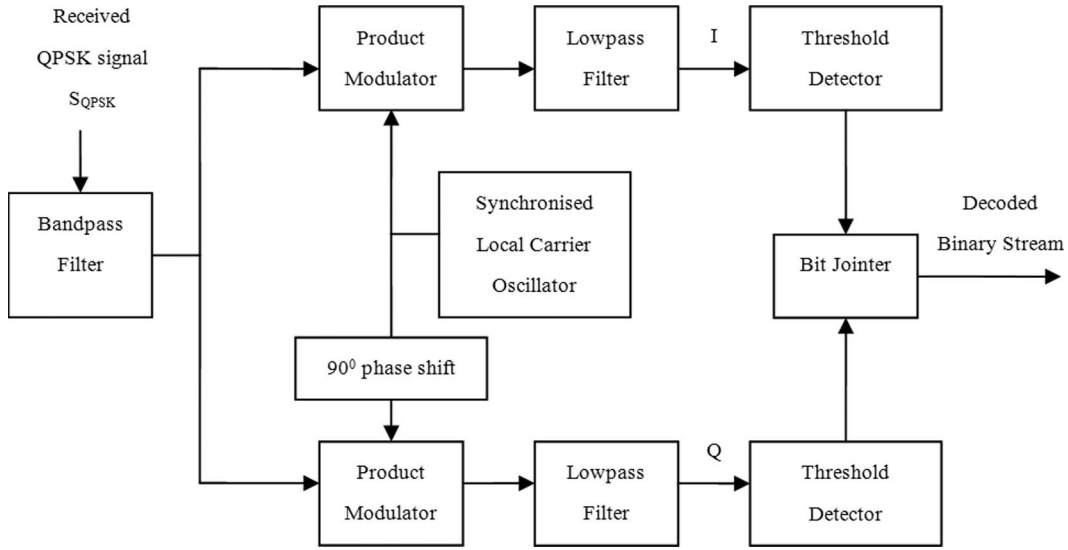 Received
QPSK signal
S_QPSK
Bandpass
Filter
Product
Modulator
Lowpass
Filter
I
Threshold
Detector
Synchronised
Local Carrier
Oscillator
90⁰ phase shift
Bit Jointer
Decoded
Binary Stream
Product
Modulator
Lowpass
Filter
Q
Threshold
Detector